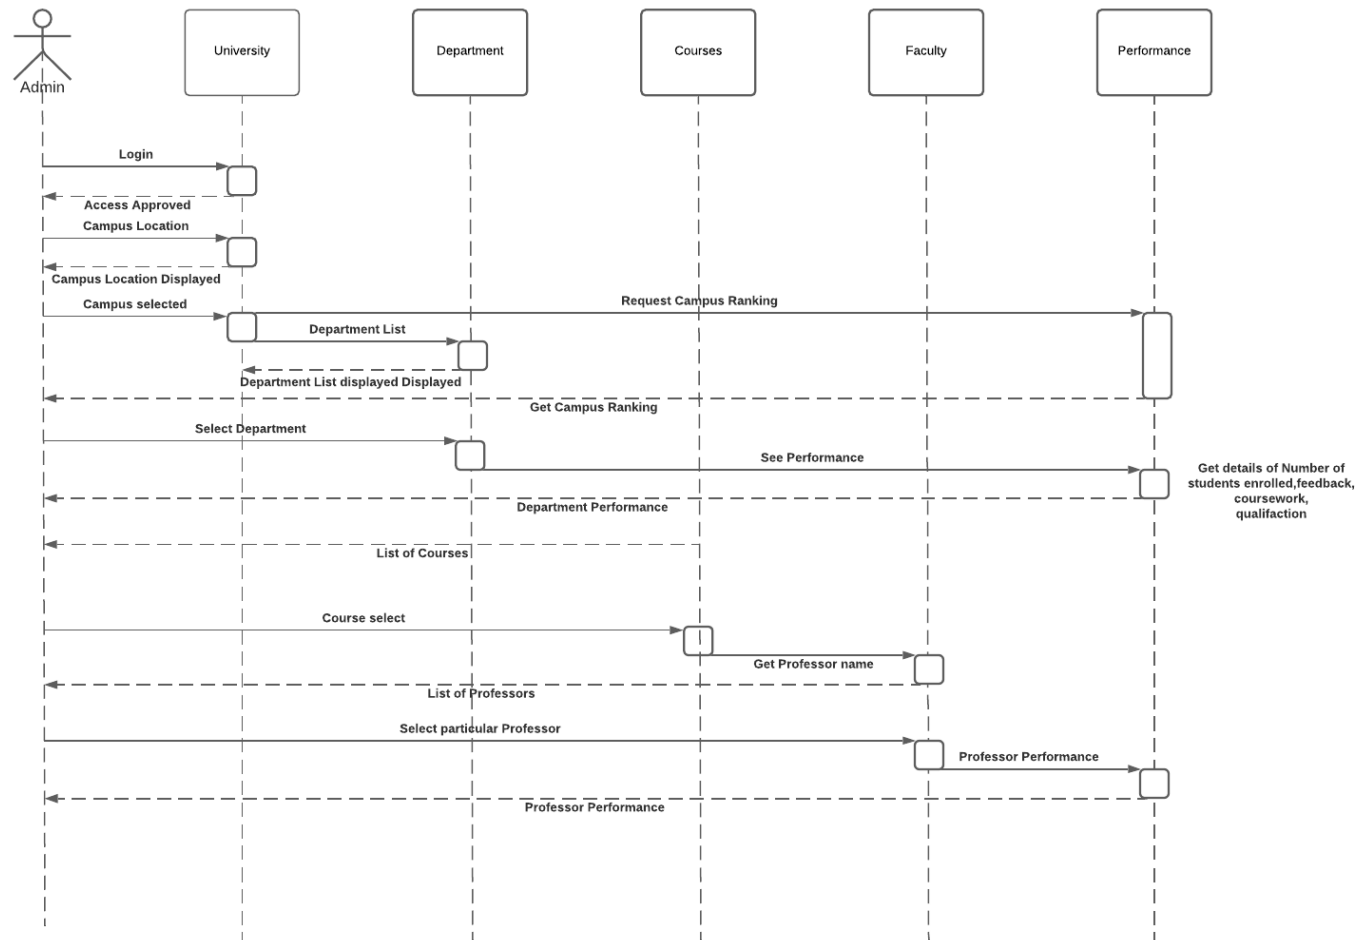 Admin
University
Department
Courses
Faculty
Performance
Login
Access Approved
Campus Location
Campus Location Displayed
Campus selected
Request Campus Ranking
Department List
Department List displayed Displayed
Get Campus Ranking
Select Department
See Performance
Get details of Number of
students enrolled,feedback,
coursework,
qualifaction
Department Performance
List of Courses
Course select
Get Professor name
List of Professors
Select particular Professor
Professor Performance
Professor Performance